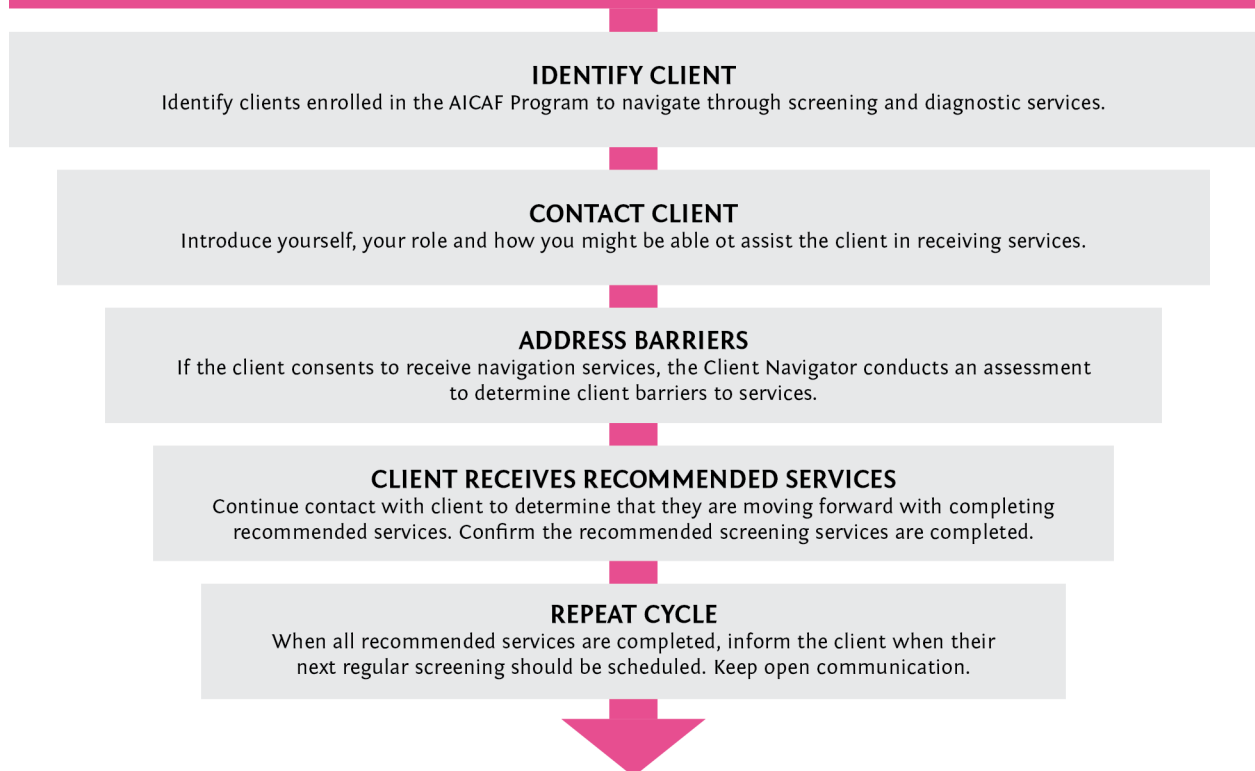 IDENTIFY CLIENT
Identify clients enrolled in the AICAF Program to navigate through screening and diagnostic services.
CONTACT CLIENT
Introduce yourself, your role and how you might be able ot assist the client in receiving services.
ADDRESS BARRIERS
If the client consents to receive navigation services, the Client Navigator conducts an assessment
to determine client barriers to services.
CLIENT RECEIVES RECOMMENDED SERVICES
Continue contact with client to determine that they are moving forward with completing
recommended services. Confirm the recommended screening services are completed.
REPEAT CYCLE
When all recommended services are completed, inform the client when their
next regular screening should be scheduled. Keep open communication.